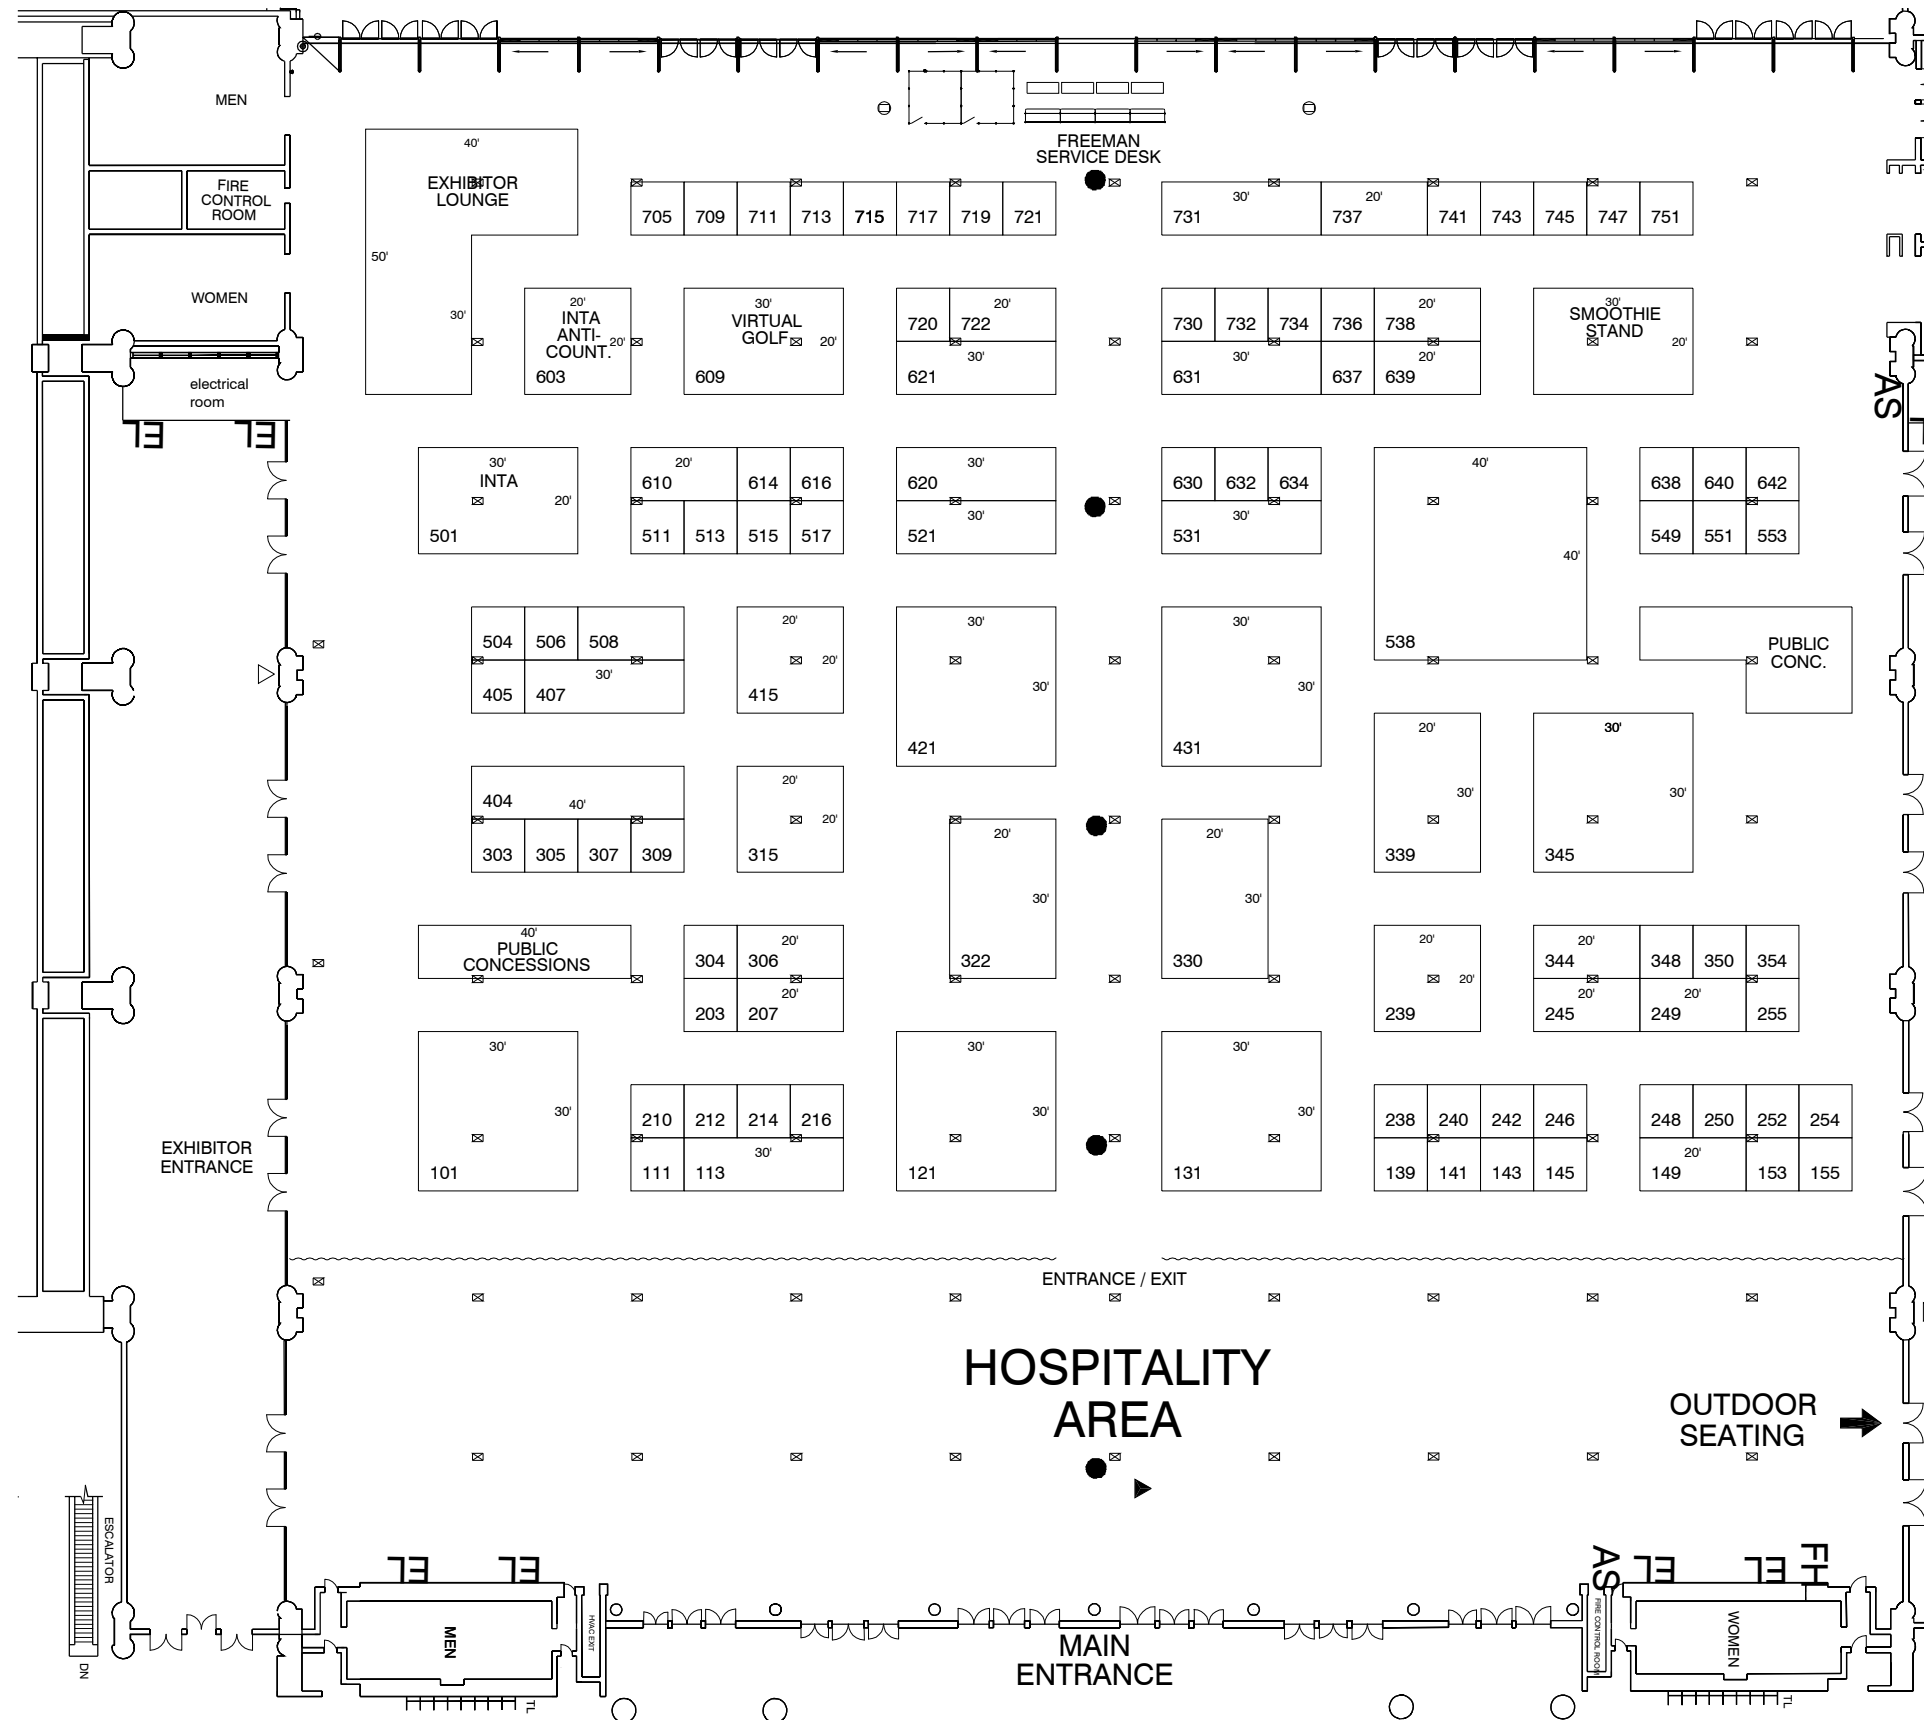 MEN
FREEMAN
SERVICE DESK
40'
EXHIBITOR
LOUNGE
50'
30'
FIRE
CONTROL
ROOM
705 709 711 713 715 717 719 721
30'
731
20'
737 741 743 745 747 751
WOMEN
20'
INTA
ANTI-
COUNT.
20'
603
30'
VIRTUAL
GOLF
20'
609
20'
720 722
30'
621
20'
730 732 734 736 738
30'
20'
631 637 639
30'
SMOOTHIE
STAND
20'
AS
electrical
room
EL EL
30'
INTA
20'
501
20'
610 614 616
511 513 515 517
30'
620
30'
521
630 632 634
30'
531
40'
40'
538
638 640 642
549 551 553
504 506 508
30'
405 407
20'
20'
415
30'
30'
421
30'
30'
431
PUBLIC
CONC.
404
40'
303 305 307 309
20'
20'
315
20'
30'
322
20'
30'
330
20'
30'
339
30'
30'
345
40'
PUBLIC
CONCESSIONS
20'
304 306
20'
203 207
20'
20'
239
20'
344 348 350 354
20'
20'
245 249 255
30'
30'
101
210 212 214 216
30'
111 113
30'
30'
121
30'
30'
131
238 240 242 246
139 141 143 145
248 250 252 254
20'
149 153 155
EXHIBITOR
ENTRANCE
ENTRANCE / EXIT
HOSPITALITY
AREA
OUTDOOR
SEATING
ESCALATOR
DN
EL EL
AS EL EL FH
MEN
HVAC EXIT
MAIN
ENTRANCE
FIRE CONTROL ROOM
WOMEN
TL
TL